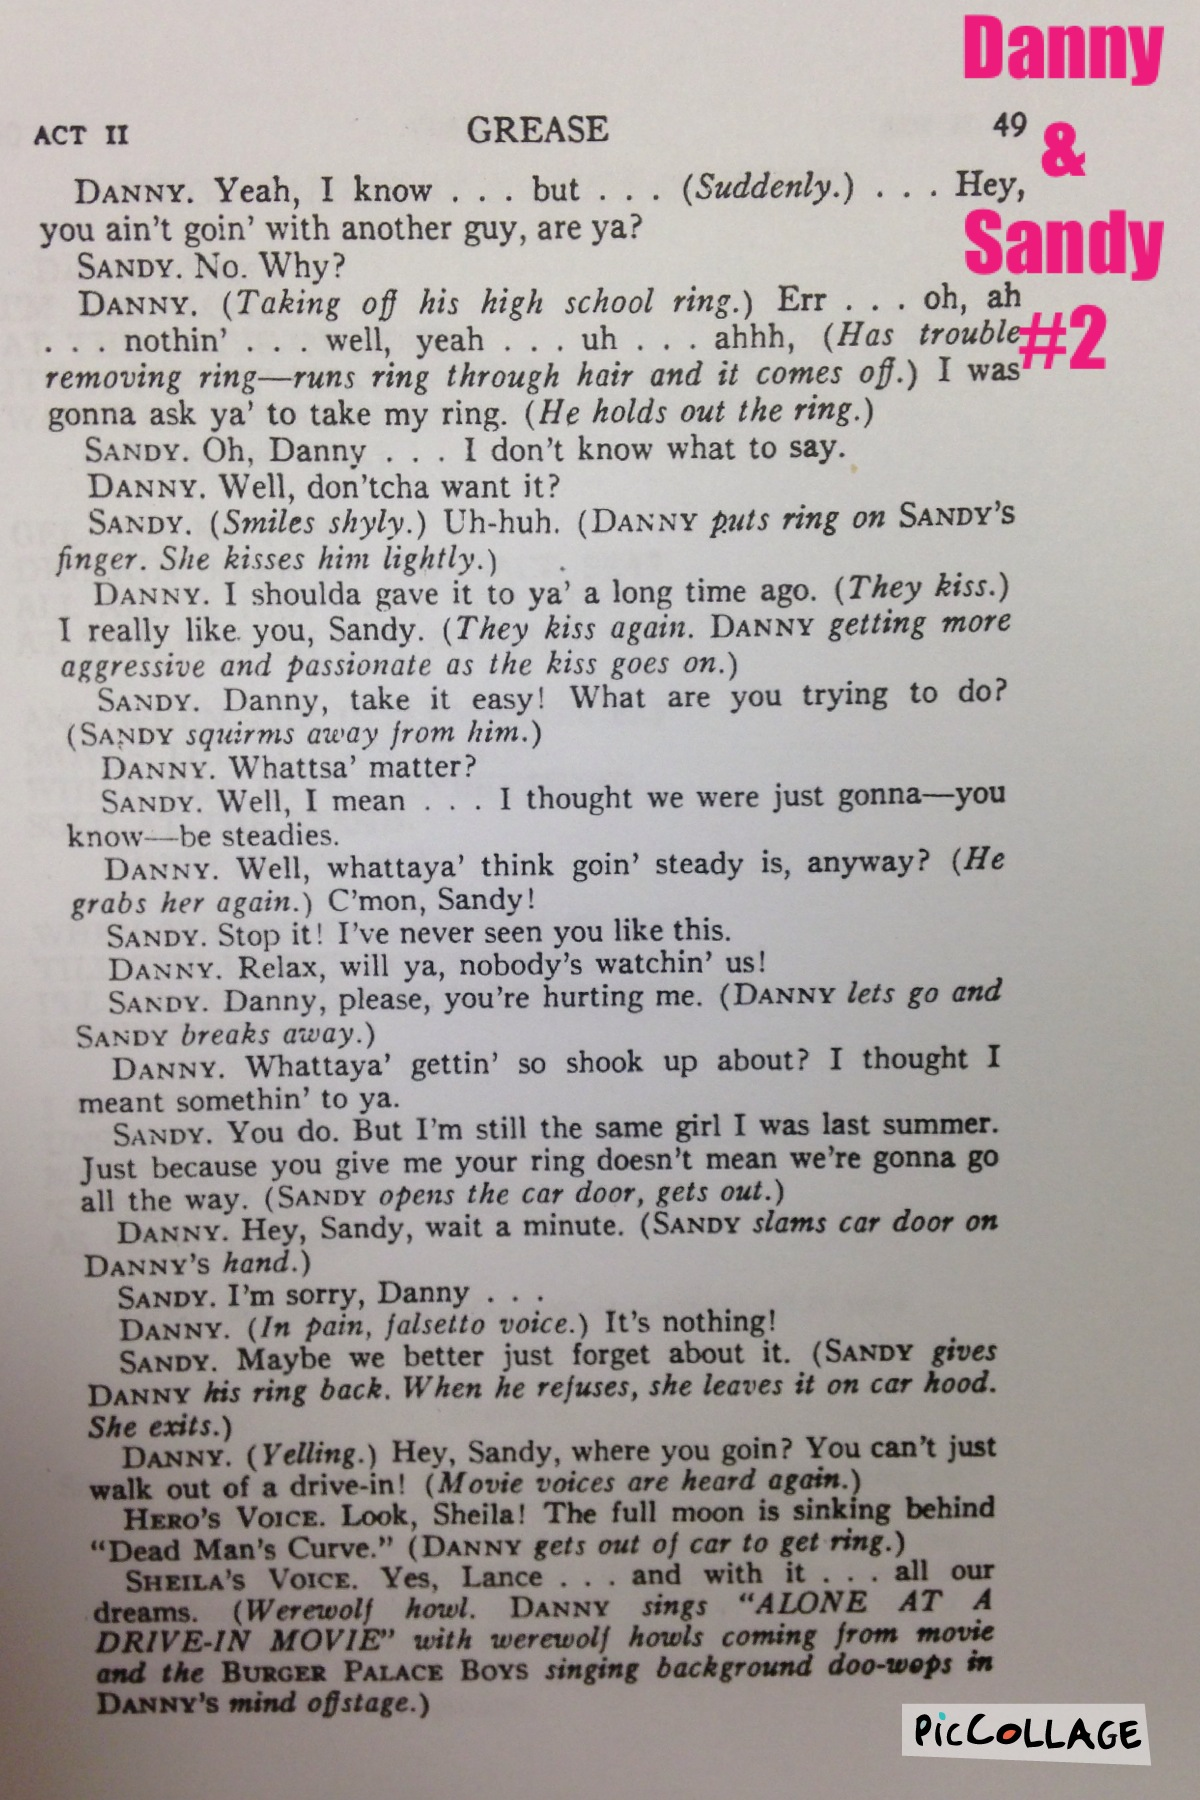 Danny
&
Sandy
#2
ACT II GREASE 49
DANNY. Yeah, I know . . . but . . . (Suddenly.) . . . Hey,
you ain't goin' with another guy, are ya?
SANDY. No. Why?
DANNY. (Taking off his high school ring.) Err . . . oh, ah
. . . nothin' . . . well, yeah . . . uh . . . ahhh, (Has trouble
removing ring—runs ring through hair and it comes off.) I was
gonna ask ya' to take my ring. (He holds out the ring.)
SANDY. Oh, Danny . . . I don't know what to say.
DANNY. Well, don'tcha want it?
SANDY. (Smiles shyly.) Uh-huh. (DANNY puts ring on SANDY'S
finger. She kisses him lightly.)
DANNY. I shoulda gave it to ya' a long time ago. (They kiss.)
I really like you, Sandy. (They kiss again. DANNY getting more
aggressive and passionate as the kiss goes on.)
SANDY. Danny, take it easy! What are you trying to do?
(SANDY squirms away from him.)
DANNY. Whattsa' matter?
SANDY. Well, I mean . . . I thought we were just gonna—you
know—be steadies.
DANNY. Well, whattaya' think goin' steady is, anyway? (He
grabs her again.) C'mon, Sandy!
SANDY. Stop it! I've never seen you like this.
DANNY. Relax, will ya, nobody's watchin' us!
SANDY. Danny, please, you're hurting me. (DANNY lets go and
SANDY breaks away.)
DANNY. Whattaya' gettin' so shook up about? I thought I
meant somethin' to ya.
SANDY. You do. But I'm still the same girl I was last summer.
Just because you give me your ring doesn't mean we're gonna go
all the way. (SANDY opens the car door, gets out.)
DANNY. Hey, Sandy, wait a minute. (SANDY slams car door on
DANNY'S hand.)
SANDY. I'm sorry, Danny . . .
DANNY. (In pain, falsetto voice.) It's nothing!
SANDY. Maybe we better just forget about it. (SANDY gives
DANNY his ring back. When he refuses, she leaves it on car hood.
She exits.)
DANNY. (Yelling.) Hey, Sandy, where you goin? You can't just
walk out of a drive-in! (Movie voices are heard again.)
HERO'S VOICE. Look, Sheila! The full moon is sinking behind
"Dead Man's Curve." (DANNY gets out of car to get ring.)
SHEILA'S VOICE. Yes, Lance . . . and with it . . . all our
dreams. (Werewolf howl. DANNY sings "ALONE AT A
DRIVE-IN MOVIE" with werewolf howls coming from movie
and the BURGER PALACE BOYS singing background doo-wops in
DANNY'S mind offstage.)
PicCOLLAGE